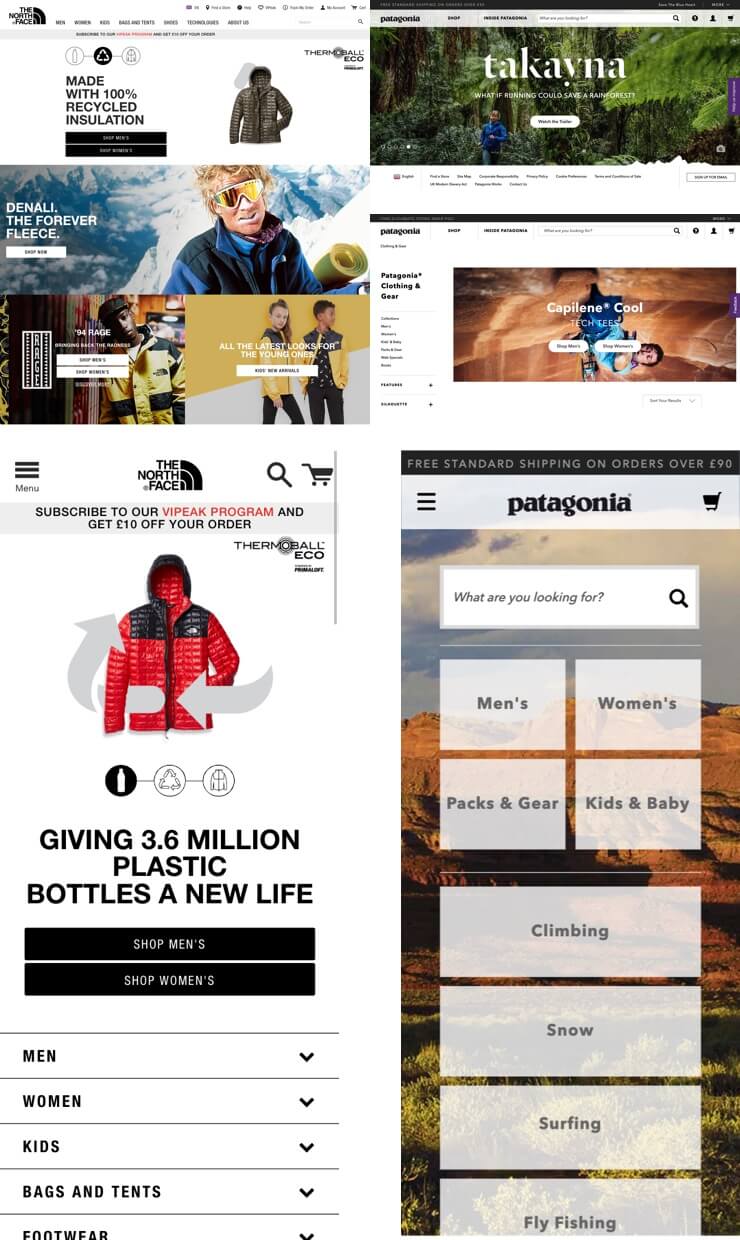 THE
NORTH
FACE
EN
Find a Store
Help
Wishlist
Track My Order
My Account
Cart
MEN WOMEN KIDS BAGS AND TENTS SHOES TECHNOLOGIES ABOUT US
Search
SUBSCRIBE TO OUR VIPEAK PROGRAM AND GET £10 OFF YOUR ORDER
THERMOBALL™
ECO
PRIMALOFT
MADE
WITH 100%
RECYCLED
INSULATION
SHOP MEN'S
SHOP WOMEN'S
DENALI.
THE FOREVER
FLEECE.
SHOP NOW
RAGE
'94 RAGE
BRINGING BACK THE RADNESS
SHOP MEN'S
SHOP WOMEN'S
DISCOVER MORE
ALL THE LATEST LOOKS FOR
THE YOUNG ONES
KIDS' NEW ARRIVALS
FREE STANDARD SHIPPING ON ORDERS OVER £90
Save The Blue Heart
MORE
patagonia
SHOP
INSIDE PATAGONIA
What are you looking for?
takayna
WHAT IF RUNNING COULD SAVE A RAINFOREST?
Watch the Trailer
Help us improve
English
Find a Store Site Map Corporate Responsibility Privacy Policy Cookie Preferences Terms and Conditions of Sale
UK Modern Slavery Act Patagonia Works Contact Us
SIGN UP FOR EMAIL
MORE
patagonia
SHOP
INSIDE PATAGONIA
What are you looking for?
Clothing & Gear
Patagonia®
Clothing &
Gear
Collections
Men's
Women's
Kids' & Baby
Packs & Gear
Web Specials
Books
FEATURES +
SILHOUETTE +
Capilene® Cool
TECH TEES
Shop Men's
Shop Women's
Feedback
Sort Your Results
Menu
THE
NORTH
FACE
SUBSCRIBE TO OUR VIPEAK PROGRAM AND
GET £10 OFF YOUR ORDER
THERMOBALL™
ECO
POWERED BY
PRIMALOFT.
GIVING 3.6 MILLION
PLASTIC
BOTTLES A NEW LIFE
SHOP MEN'S
SHOP WOMEN'S
MEN
WOMEN
KIDS
BAGS AND TENTS
FOOTWEAR
FREE STANDARD SHIPPING ON ORDERS OVER £90
patagonia®
What are you looking for?
Men's
Women's
Packs & Gear
Kids & Baby
Climbing
Snow
Surfing
Fly Fishing